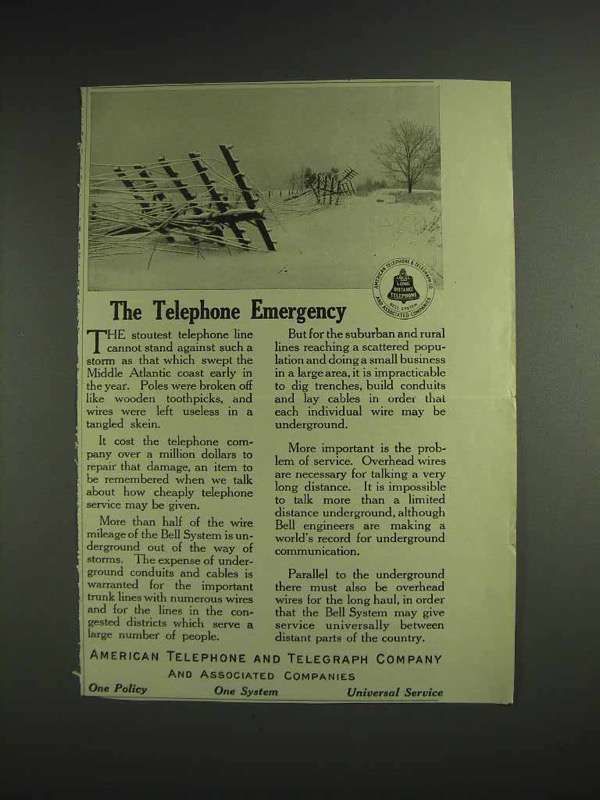 AMERICAN TELEPHONE & TELEGRAPH CO.
AND ASSOCIATED COMPANIES
LONG
DISTANCE
TELEPHONE
BELL SYSTEM
The Telephone Emergency
THE stoutest telephone line
cannot stand against such a
storm as that which swept the
Middle Atlantic coast early in
the year. Poles were broken off
like wooden toothpicks, and
wires were left useless in a
tangled skein.
It cost the telephone com-
pany over a million dollars to
repair that damage, an item to
be remembered when we talk
about how cheaply telephone
service may be given.
More than half of the wire
mileage of the Bell System is un-
derground out of the way of
storms. The expense of under-
ground conduits and cables is
warranted for the important
trunk lines with numerous wires
and for the lines in the con-
gested districts which serve a
large number of people.
But for the suburban and rural
lines reaching a scattered popu-
lation and doing a small business
in a large area, it is impracticable
to dig trenches, build conduits
and lay cables in order that
each individual wire may be
underground.
More important is the prob-
lem of service. Overhead wires
are necessary for talking a very
long distance. It is impossible
to talk more than a limited
distance underground, although
Bell engineers are making a
world's record for underground
communication.
Parallel to the underground
there must also be overhead
wires for the long haul, in order
that the Bell System may give
service universally between
distant parts of the country.
AMERICAN TELEPHONE AND TELEGRAPH COMPANY
AND ASSOCIATED COMPANIES
One Policy One System Universal Service